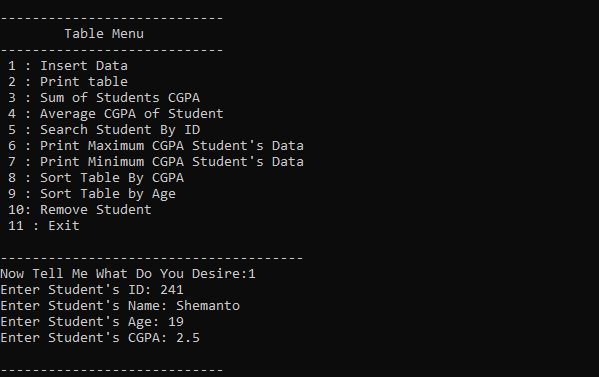 ----------------------------
Table Menu
----------------------------
1 : Insert Data
2 : Print table
3 : Sum of Students CGPA
4 : Average CGPA of Student
5 : Search Student By ID
6 : Print Maximum CGPA Student's Data
7 : Print Minimum CGPA Student's Data
8 : Sort Table By CGPA
9 : Sort Table by Age
10: Remove Student
11 : Exit
--------------------------------------
Now Tell Me What Do You Desire:1
Enter Student's ID: 241
Enter Student's Name: Shemanto
Enter Student's Age: 19
Enter Student's CGPA: 2.5
----------------------------